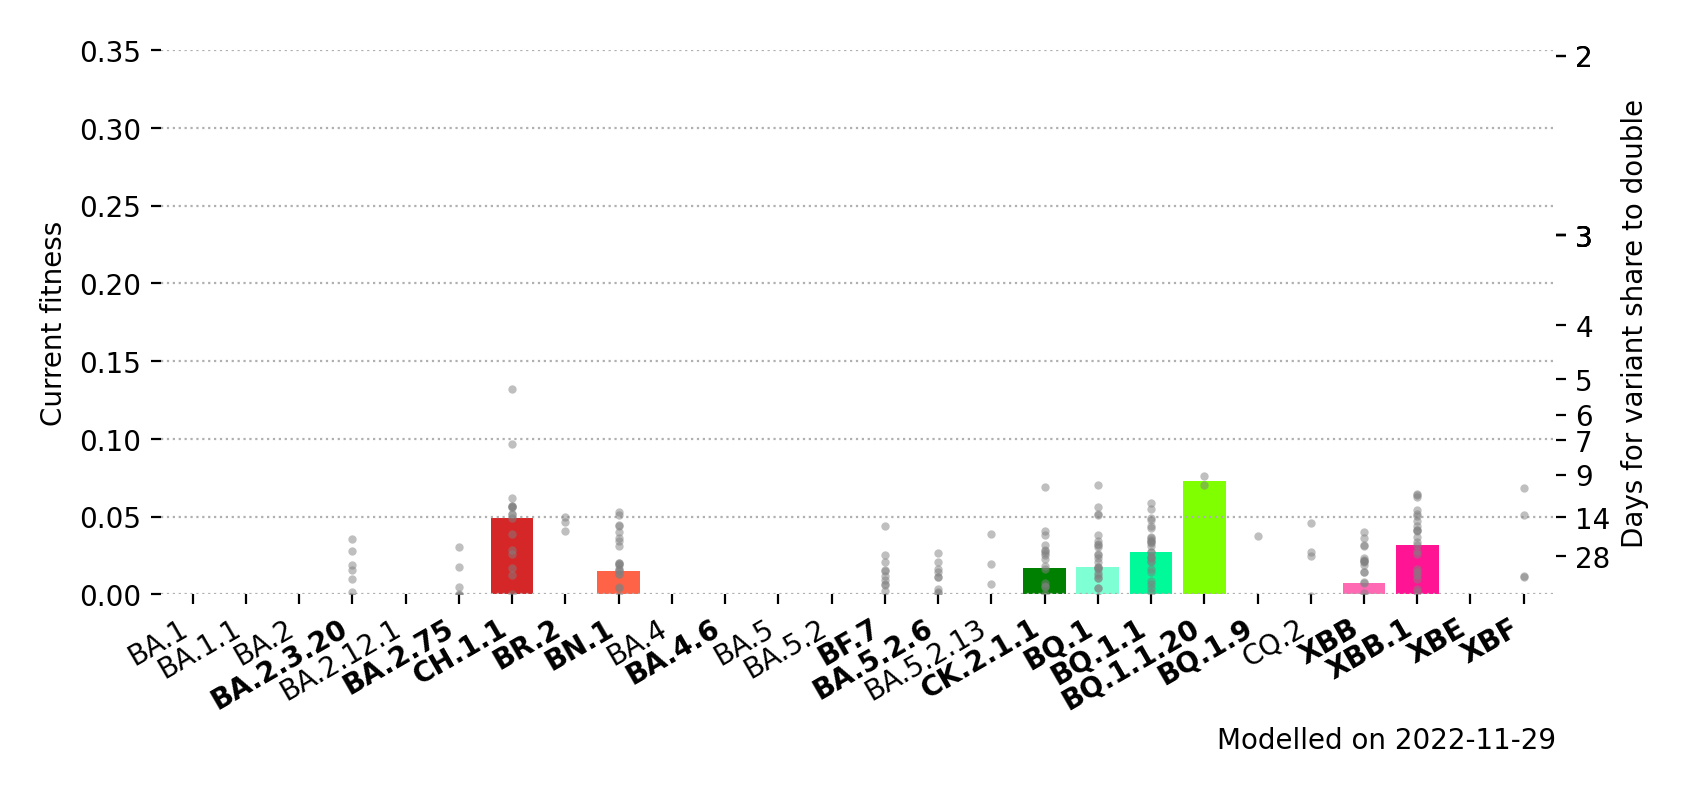 0.35
0.30
0.25
0.20
0.15
0.10
0.05
0.00
Current fitness
2
3
4
5
6
7
9
14
28
Days for variant share to double
BA.1
BA.1.1
BA.2
BA.2.3.20
BA.2.12.1
BA.2.75
CH.1.1
BR.2
BN.1
BA.4
BA.4.6
BA.5
BA.5.2
BF.7
BA.5.2.6
BA.5.2.13
CK.2.1.1
BQ.1
BQ.1.1
BQ.1.1.20
BQ.1.9
CQ.2
XBB
XBB.1
XBE
XBF
Modelled on 2022-11-29